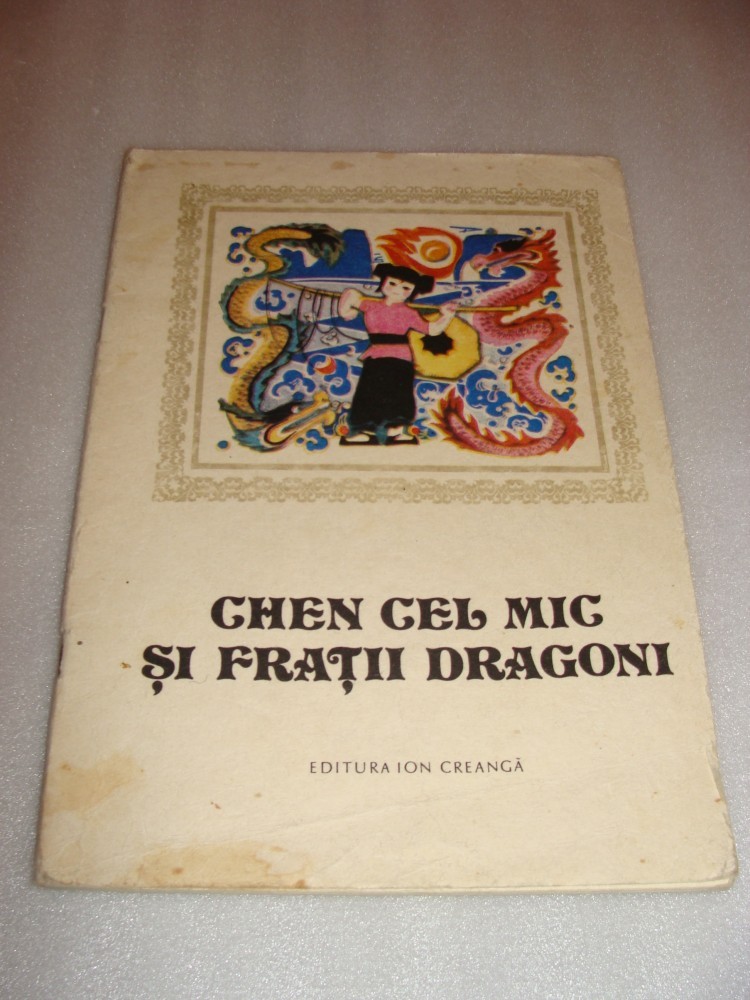 CHEN CEL MIC
ȘI FRAȚII DRAGONI
EDITURA ION CREANGĂ